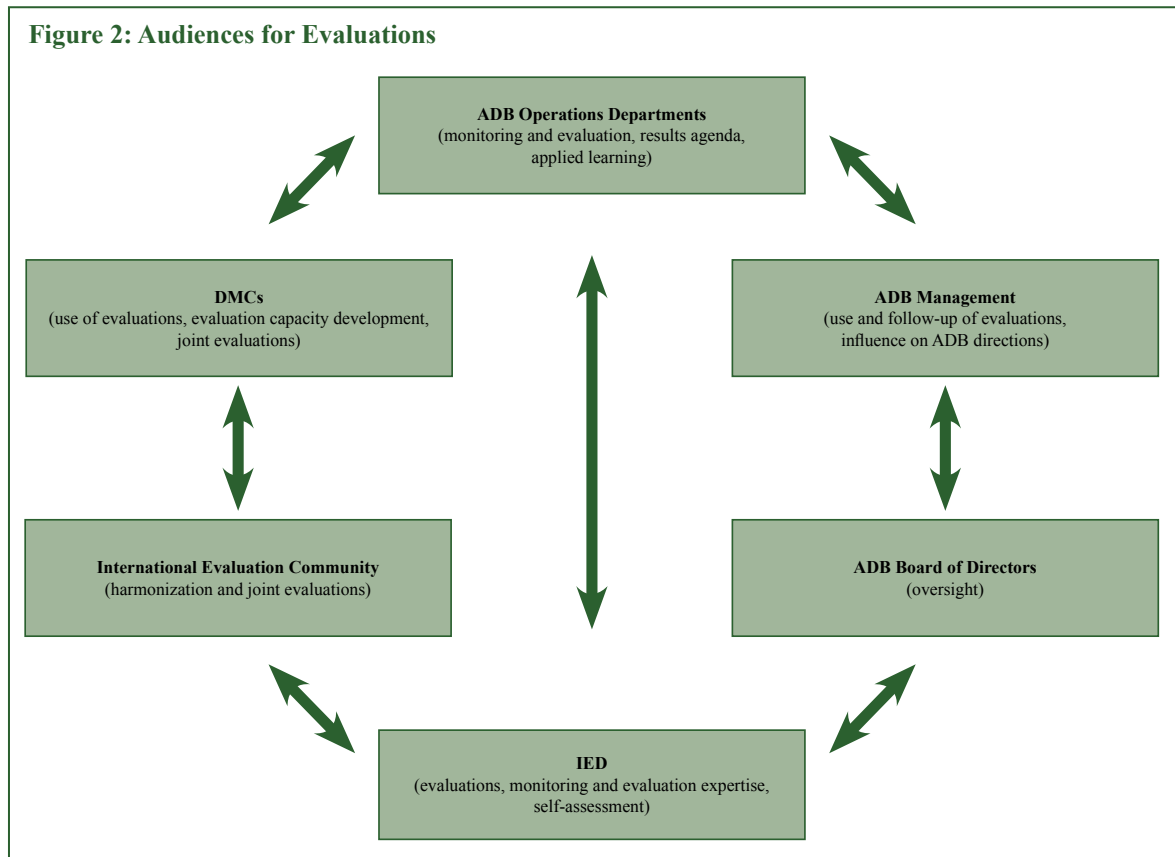 Figure 2: Audiences for Evaluations
ADB Operations Departments
(monitoring and evaluation, results agenda,
applied learning)
DMCs
(use of evaluations, evaluation capacity development,
joint evaluations)
ADB Management
(use and follow-up of evaluations,
influence on ADB directions)
International Evaluation Community
(harmonization and joint evaluations)
ADB Board of Directors
(oversight)
IED
(evaluations, monitoring and evaluation expertise,
self-assessment)